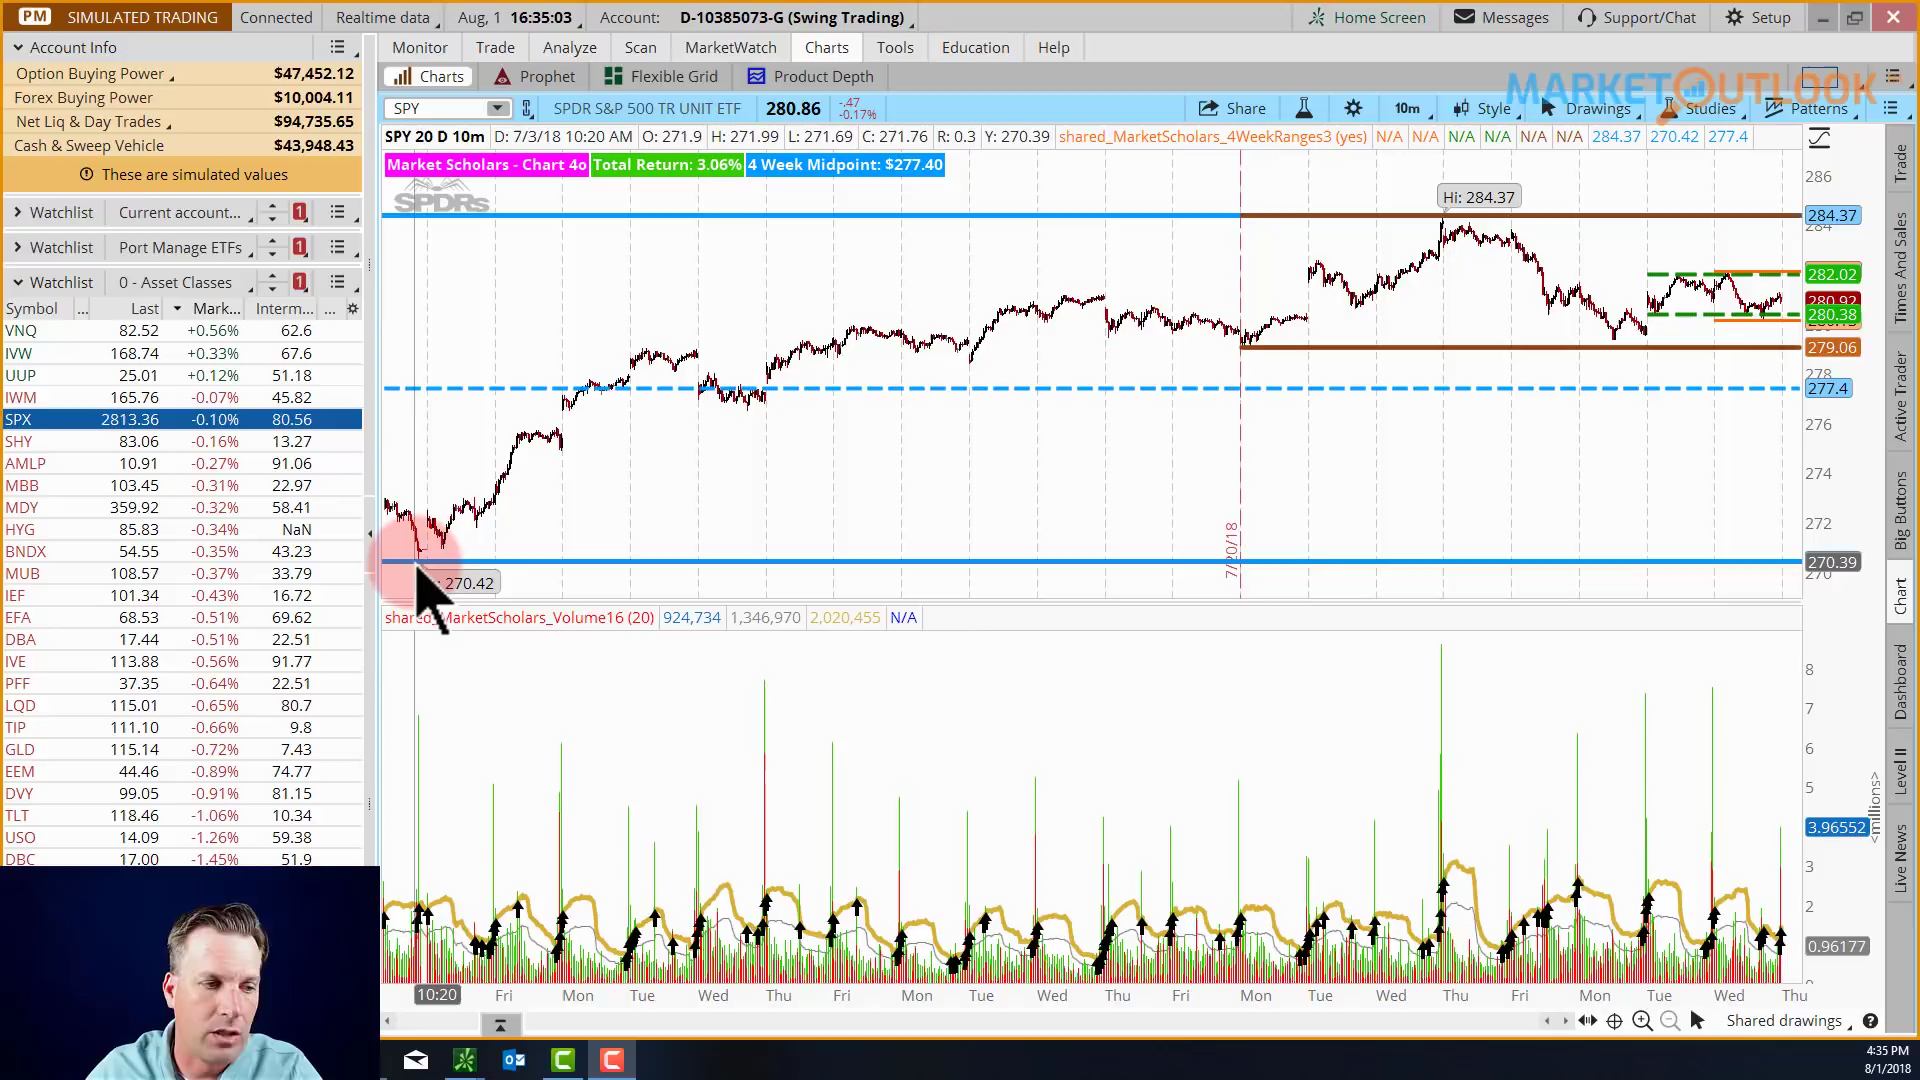 PM SIMULATED TRADING Connected Realtime data Aug, 1 16:35:03 Account: D-10385073-G (Swing Trading) Home Screen Messages Support/Chat Setup
Account Info
Monitor Trade Analyze Scan MarketWatch Charts Tools Education Help
Option Buying Power $47,452.12
Forex Buying Power $10,004.11
Net Liq & Day Trades $94,735.65
Cash & Sweep Vehicle $43,948.43
These are simulated values
Charts Prophet Flexible Grid Product Depth
MARKETOUTLOOK
SPY SPDR S&P 500 TR UNIT ETF 280.86 -.47 -0.17% Share 10m Style Drawings Studies Patterns
SPY 20 D 10m D: 7/3/18 10:20 AM O: 271.9 H: 271.99 L: 271.69 C: 271.76 R: 0.3 Y: 270.39 shared_MarketScholars_4WeekRanges3 (yes) N/A N/A N/A N/A N/A N/A 284.37 270.42 277.4
Market Scholars - Chart 4o Total Return: 3.06% 4 Week Midpoint: $277.40
SPDRs
Watchlist Current account... 1
Watchlist Port Manage ETFs 1
Watchlist 0 - Asset Classes 1
Symbol ... Last Mark... Interm... ...
VNQ 82.52 +0.56% 62.6
IVW 168.74 +0.33% 67.6
UUP 25.01 +0.12% 51.18
IWM 165.76 -0.07% 45.82
SPX 2813.36 -0.10% 80.56
SHY 83.06 -0.16% 13.27
AMLP 10.91 -0.27% 91.06
MBB 103.45 -0.31% 22.97
MDY 359.92 -0.32% 58.41
HYG 85.83 -0.34% NaN
BNDX 54.55 -0.35% 43.23
MUB 108.57 -0.37% 33.79
IEF 101.34 -0.43% 16.72
EFA 68.53 -0.51% 69.62
DBA 17.44 -0.51% 22.51
IVE 113.88 -0.56% 91.77
PFF 37.35 -0.64% 22.51
LQD 115.01 -0.65% 80.7
TIP 111.10 -0.66% 9.8
GLD 115.14 -0.72% 7.43
EEM 44.46 -0.89% 74.77
DVY 99.05 -0.91% 81.15
TLT 118.46 -1.06% 10.34
USO 14.09 -1.26% 59.38
DBC 17.00 -1.45% 51.9
Hi: 284.37
: 270.42
7/20/18
286
284.37
284
282.02
280.92
280.38
279.06
278
277.4
276
274
272
270.39
270
shared_MarketScholars_Volume16 (20) 924,734 1,346,970 2,020,455 N/A
8
7
6
5
3.96552
3
2
0.96177
<millions>
10:20 Fri Mon Tue Wed Thu Fri Mon Tue Wed Thu Fri Mon Tue Wed Thu Fri Mon Tue Wed Thu
Shared drawings
Trade
Times And Sales
Active Trader
Big Buttons
Chart
Dashboard
Level II
Live News
4:35 PM
8/1/2018